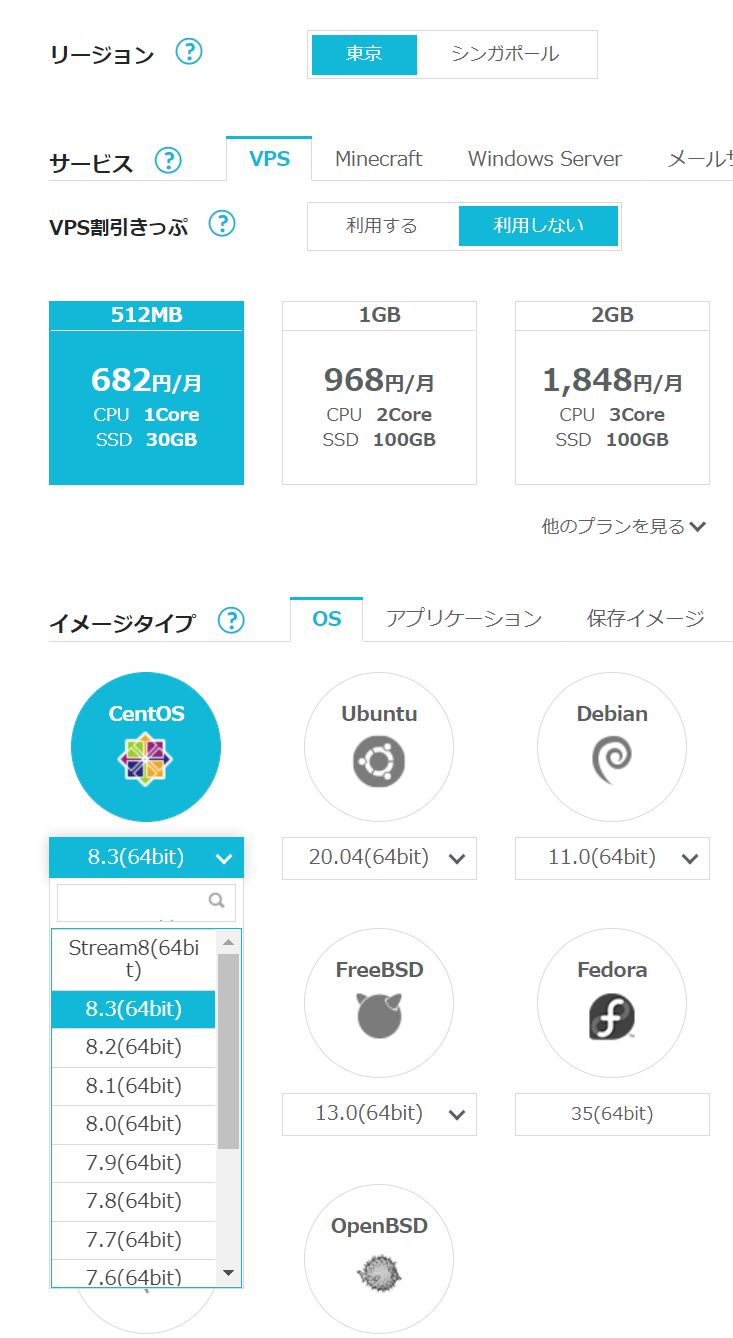 リージョン ? 東京 シンガポール
サービス ? VPS Minecraft Windows Server メールサ
VPS割引きっぷ ? 利用する 利用しない
512MB 1GB 2GB
682円/月 968円/月 1,848円/月
CPU 1Core CPU 2Core CPU 3Core
SSD 30GB SSD 100GB SSD 100GB
他のプランを見る
イメージタイプ ? OS アプリケーション 保存イメージ
CentOS Ubuntu Debian
8.3(64bit) 20.04(64bit) 11.0(64bit)
Stream8(64bi
t)
8.3(64bit)
8.2(64bit)
8.1(64bit)
8.0(64bit)
7.9(64bit)
7.8(64bit)
7.7(64bit)
7.6(64bit)
FreeBSD Fedora
13.0(64bit) 35(64bit)
OpenBSD